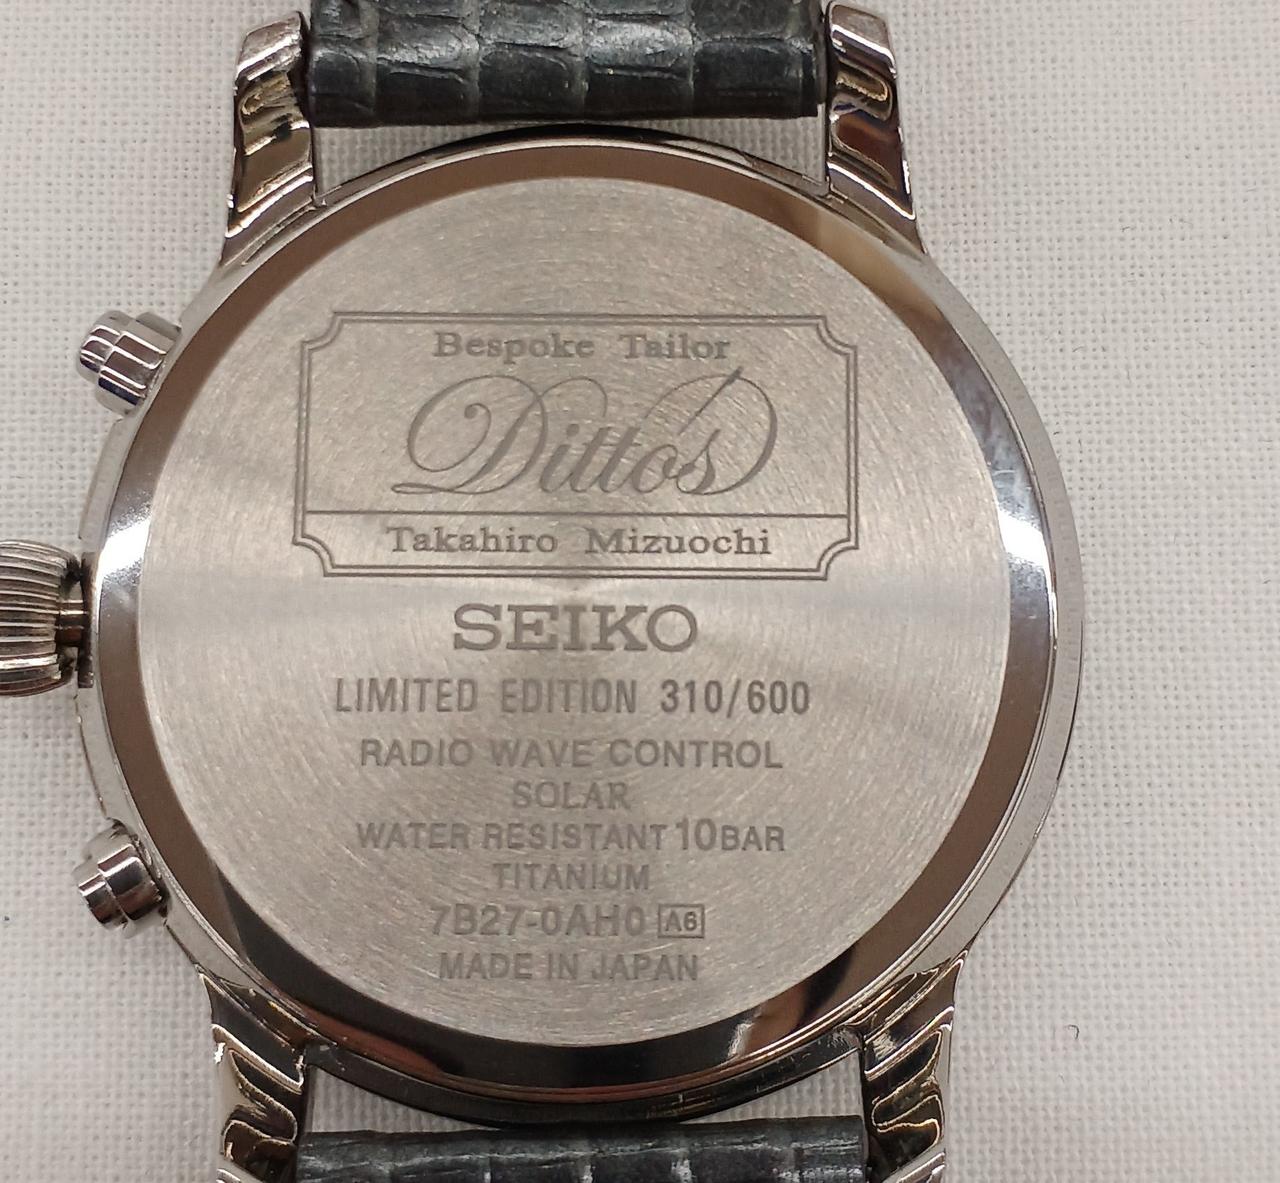 Bespoke Tailor
Ditto's
Takahiro Mizuochi
SEIKO
LIMITED EDITION 310/600
RADIO WAVE CONTROL
SOLAR
WATER RESISTANT 10BAR
TITANIUM
7B27-0AH0 A6
MADE IN JAPAN